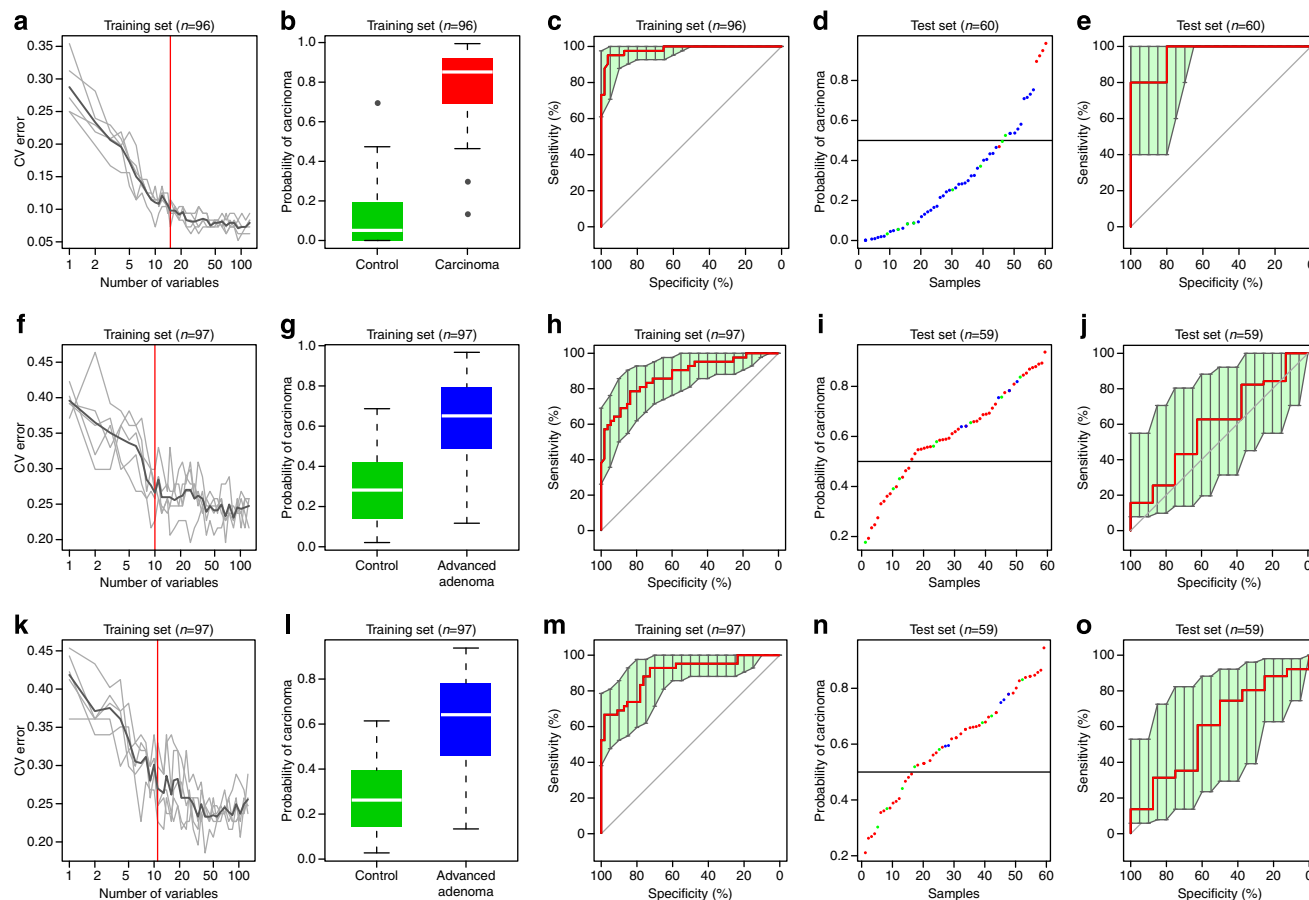 a
Training set (n=96)
CV error
0.35
0.30
0.25
0.20
0.15
0.10
0.05
1 2 5 10 20 50 100
Number of variables
b
Training set (n=96)
Probability of carcinoma
1.0
0.8
0.6
0.4
0.2
0.0
Control Carcinoma
c
Training set (n=96)
Sensitivity (%)
100
80
60
40
20
0
100 80 60 40 20 0
Specificity (%)
d
Test set (n=60)
Probability of carcinoma
1.0
0.8
0.6
0.4
0.2
0.0
0 10 20 30 40 50 60
Samples
e
Test set (n=60)
Sensitivity (%)
100
80
60
40
20
0
100 80 60 40 20 0
Specificity (%)
f
Training set (n=97)
CV error
0.45
0.40
0.35
0.30
0.25
0.20
1 2 5 10 20 50 100
Number of variables
g
Training set (n=97)
Probability of carcinoma
1.0
0.8
0.6
0.4
0.2
0.0
Control Advanced
adenoma
h
Training set (n=97)
Sensitivity (%)
100
80
60
40
20
0
100 80 60 40 20 0
Specificity (%)
i
Test set (n=59)
Probability of carcinoma
0.8
0.6
0.4
0.2
0 10 20 30 40 50 60
Samples
j
Test set (n=59)
Sensitivity (%)
100
80
60
40
20
0
100 80 60 40 20 0
Specificity (%)
k
Training set (n=97)
CV error
0.45
0.40
0.35
0.30
0.25
0.20
1 2 5 10 20 50 100
Number of variables
l
Training set (n=97)
Probability of carcinoma
0.8
0.6
0.4
0.2
0.0
Control Advanced
adenoma
m
Training set (n=97)
Sensitivity (%)
100
80
60
40
20
0
100 80 60 40 20 0
Specificity (%)
n
Test set (n=59)
Probability of carcinoma
0.8
0.6
0.4
0.2
0 10 20 30 40 50 60
Samples
o
Test set (n=59)
Sensitivity (%)
100
80
60
40
20
0
100 80 60 40 20 0
Specificity (%)